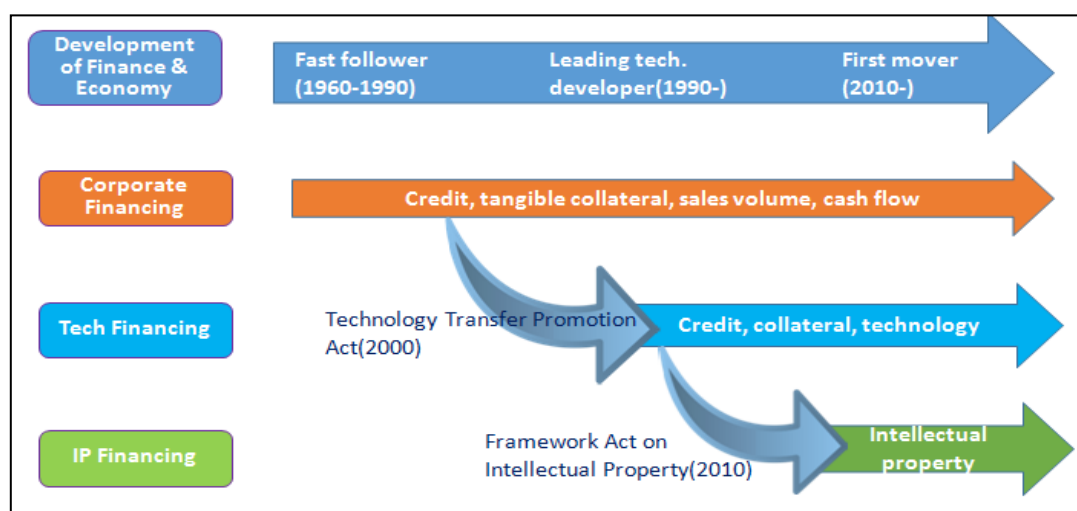 Development
of Finance &
Economy
Fast follower
(1960-1990)
Leading tech.
developer(1990-)
First mover
(2010-)
Corporate
Financing
Credit, tangible collateral, sales volume, cash flow
Tech Financing
Technology Transfer Promotion
Act(2000)
Credit, collateral, technology
IP Financing
Framework Act on
Intellectual Property(2010)
Intellectual
property